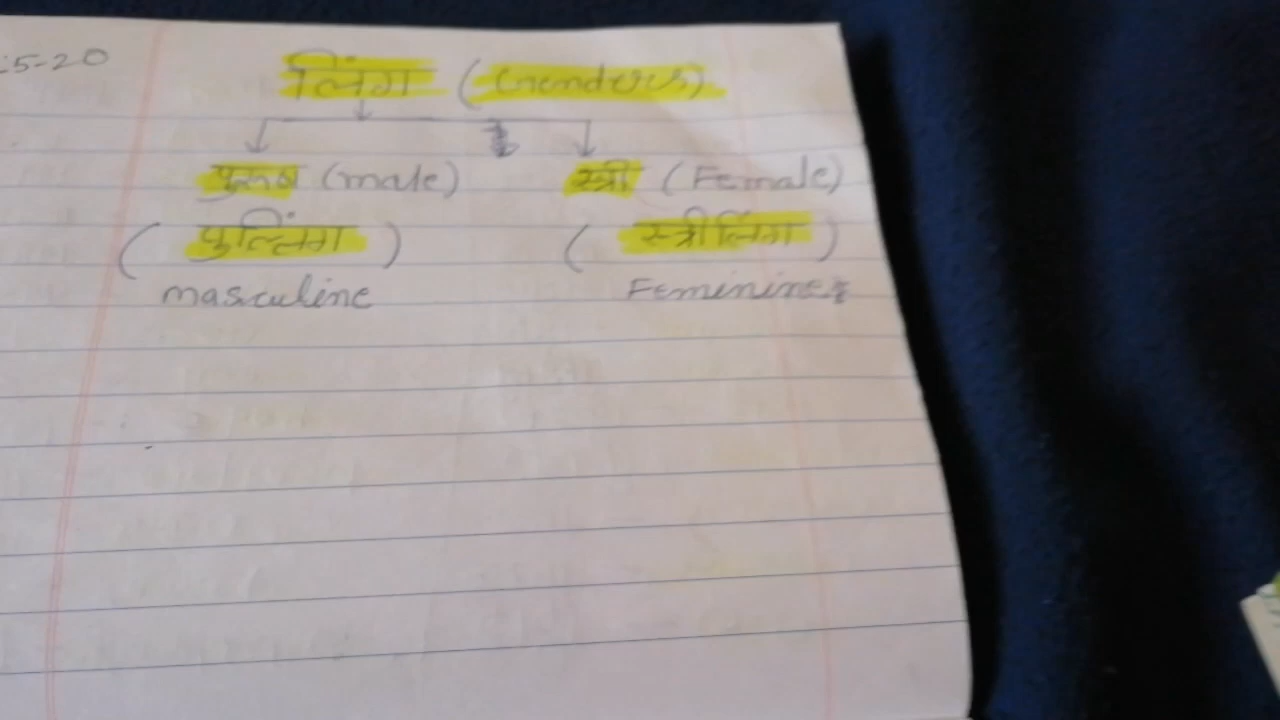 :5-20
लिंग (Genders)
पुरुष (male) स्त्री (Female)
(पुल्लिंग) (स्त्रीलिंग)
masculine Feminine